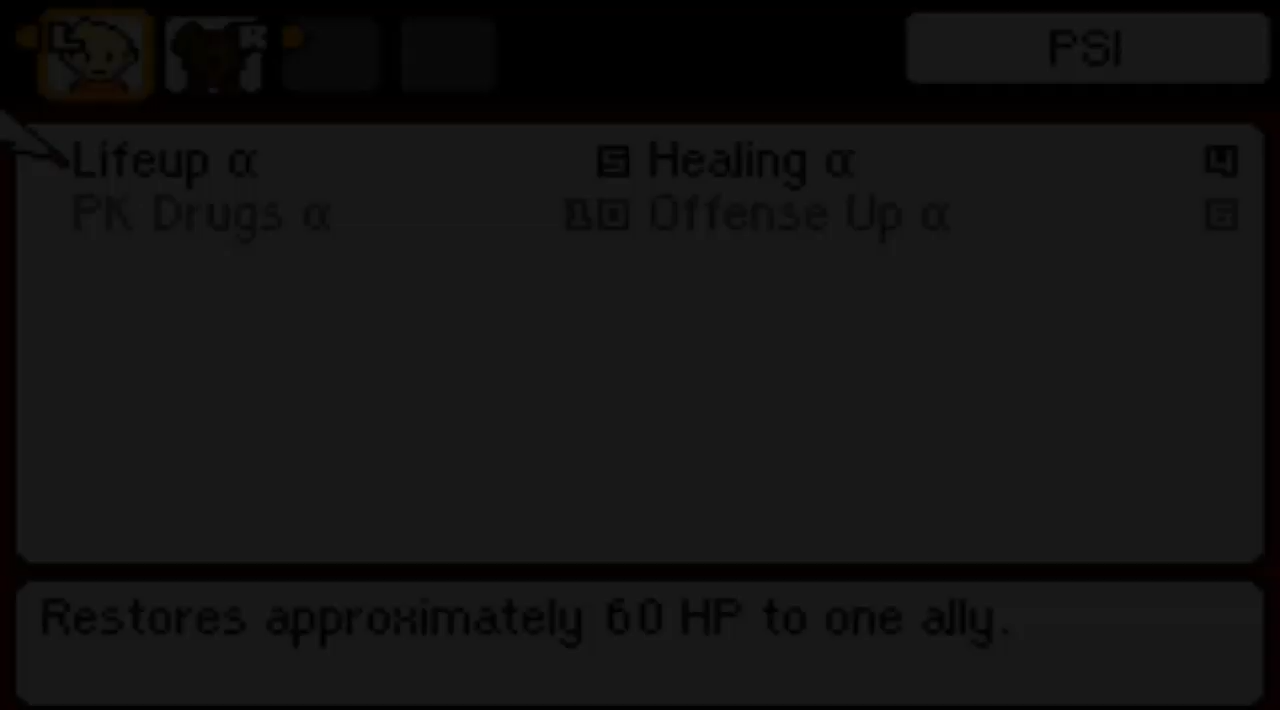 L R PSI
Lifeup α 5 Healing α 4
PK Drugs α 10 Offense Up α 6
Restores approximately 60 HP to one ally.